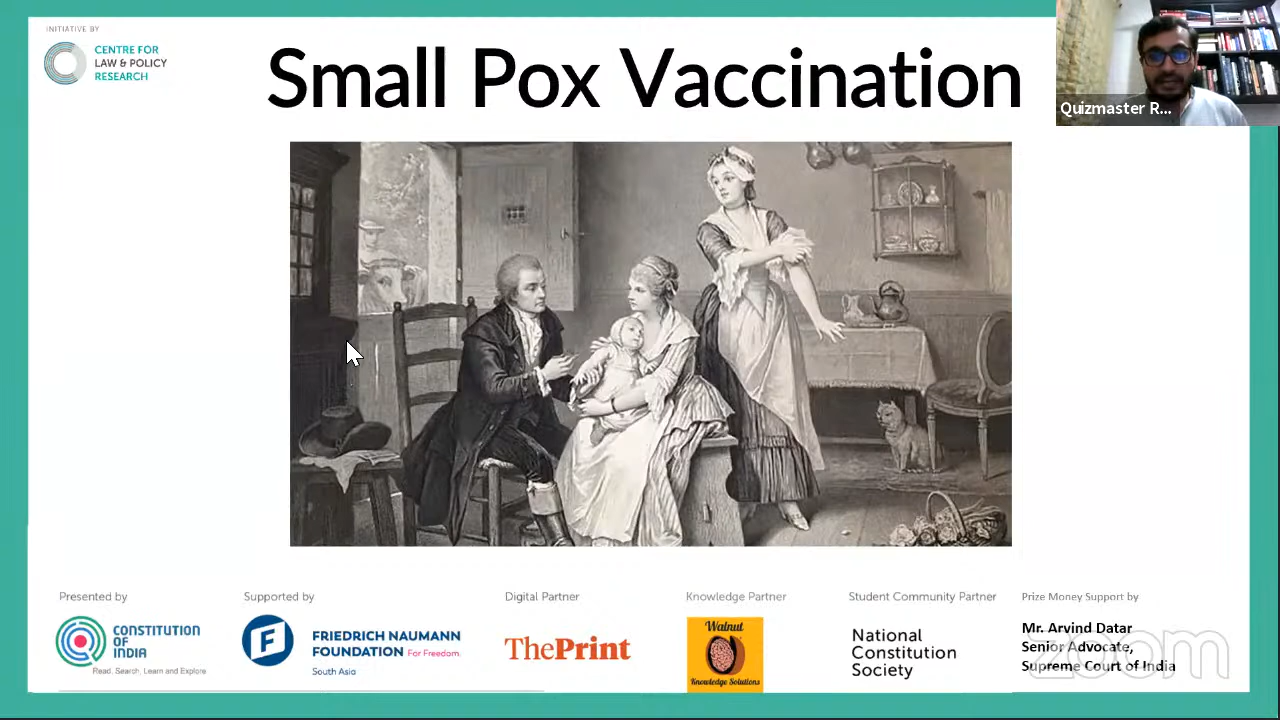 INITIATIVE BY
CENTRE FOR
LAW & POLICY
RESEARCH
Small Pox Vaccination
Quizmaster R...
Presented by
CONSTITUTION
OF
INDIA
Read, Search, Learn and Explore
Supported by
F
FRIEDRICH NAUMANN
FOUNDATION For Freedom.
South Asia
Digital Partner
ThePrint
Knowledge Partner
Walnut
Knowledge Solutions
Student Community Partner
National
Constitution
Society
Prize Money Support by
Mr. Arvind Datar
Senior Advocate,
Supreme Court of India
zoom